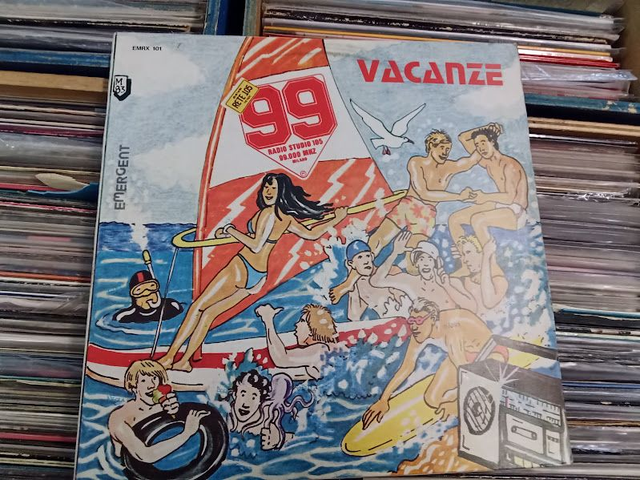 EMRX 101
VACANZE
RETE 105
99
RADIO STUDIO 105
99.000 MHZ
MILANO
EMERGENT